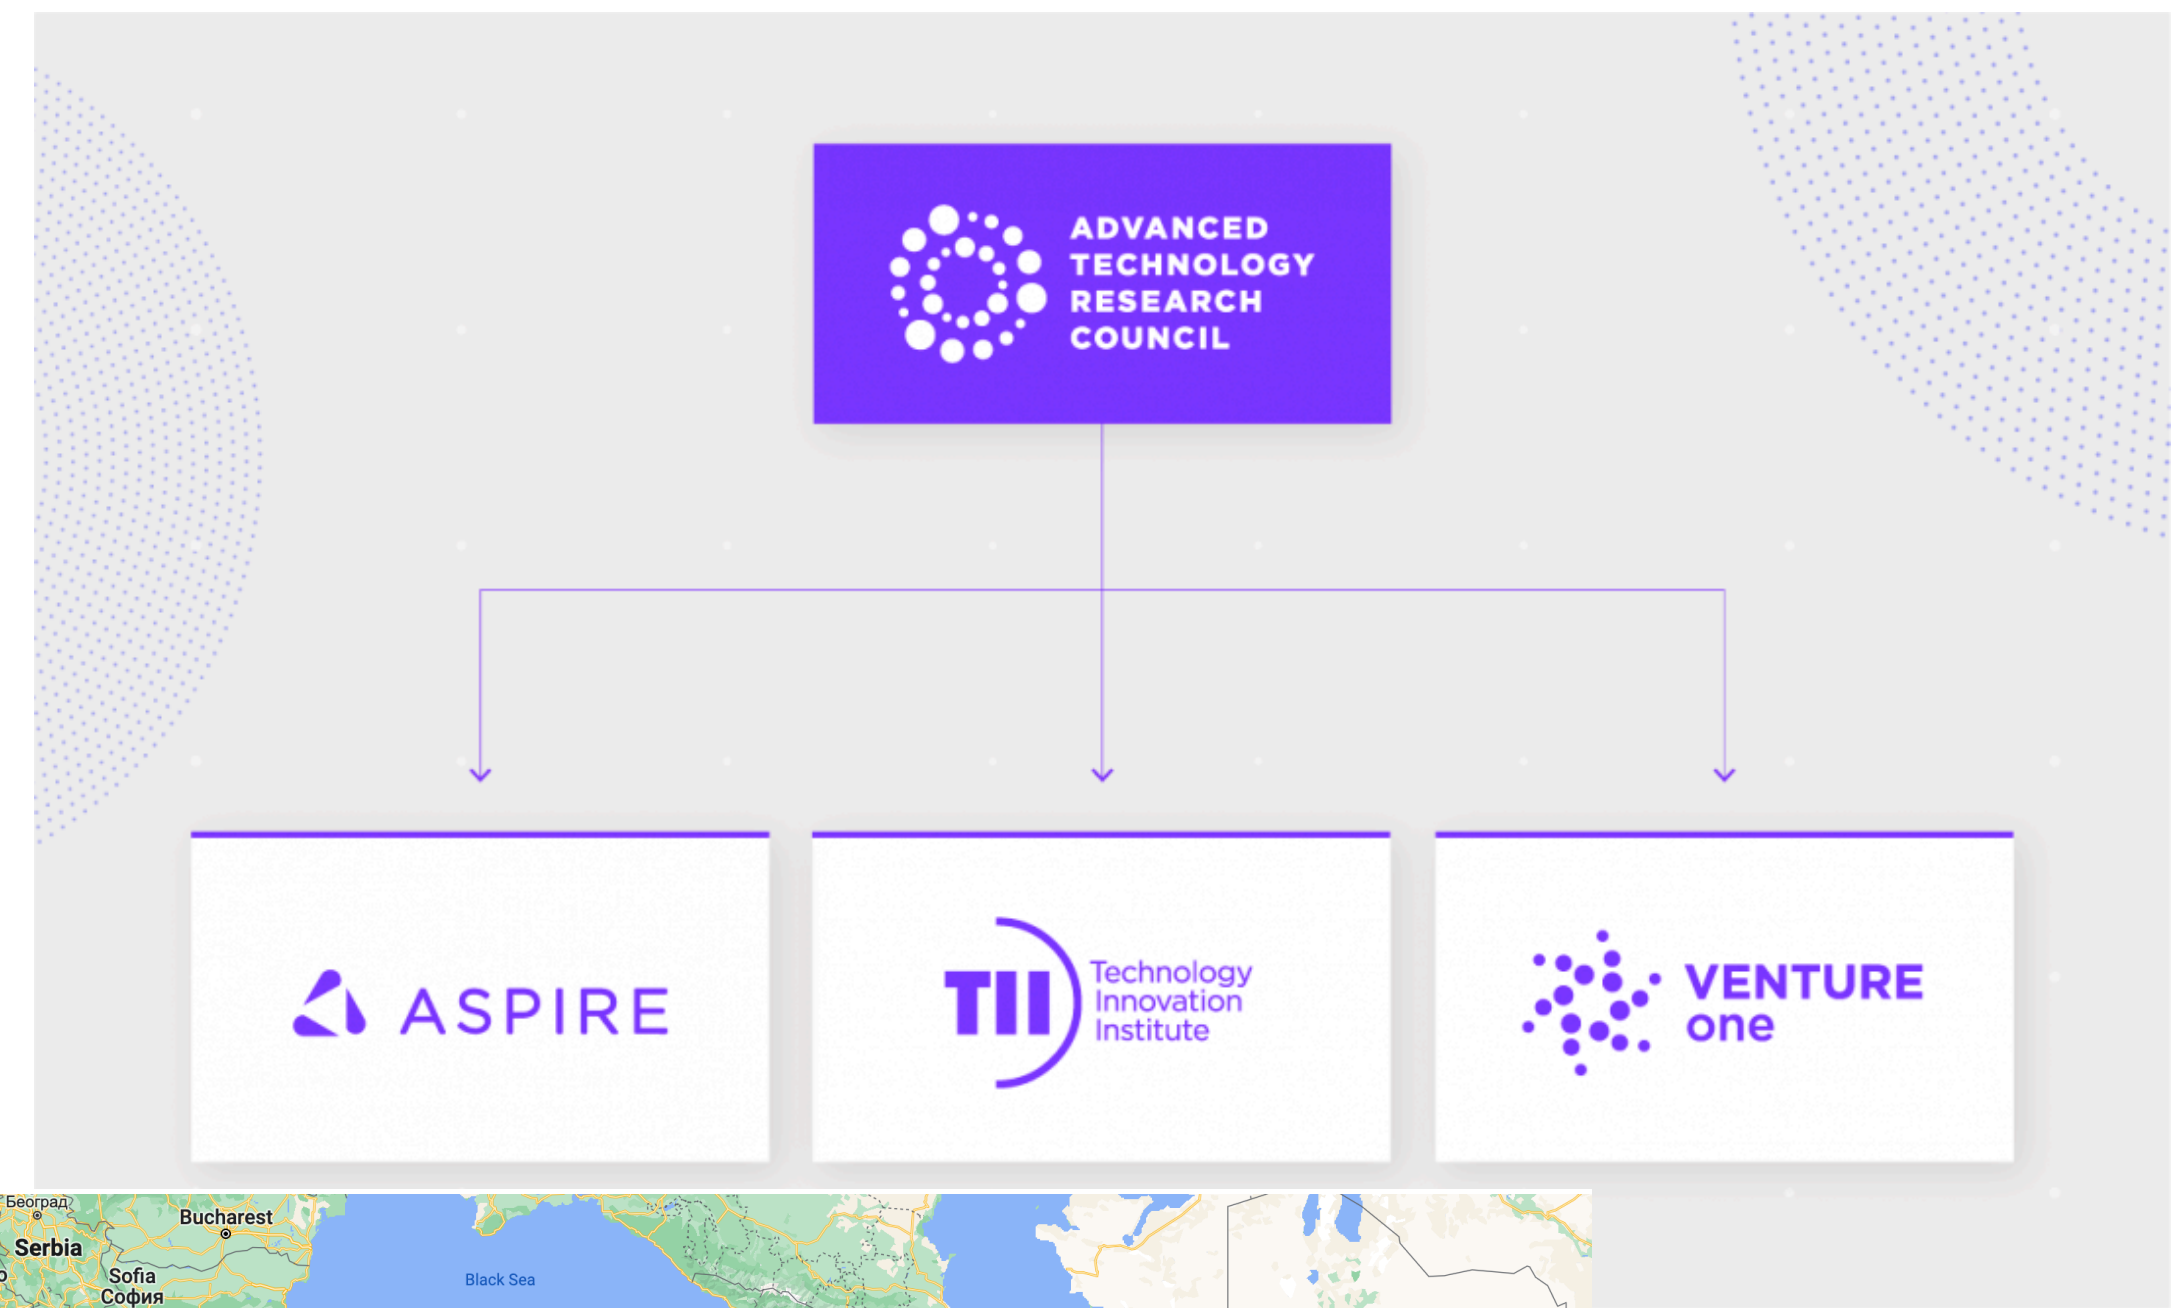 ADVANCED
TECHNOLOGY
RESEARCH
COUNCIL
ASPIRE
TII
Technology
Innovation
Institute
VENTURE
one
Београд
Bucharest
Serbia
Sofia
София
Black Sea